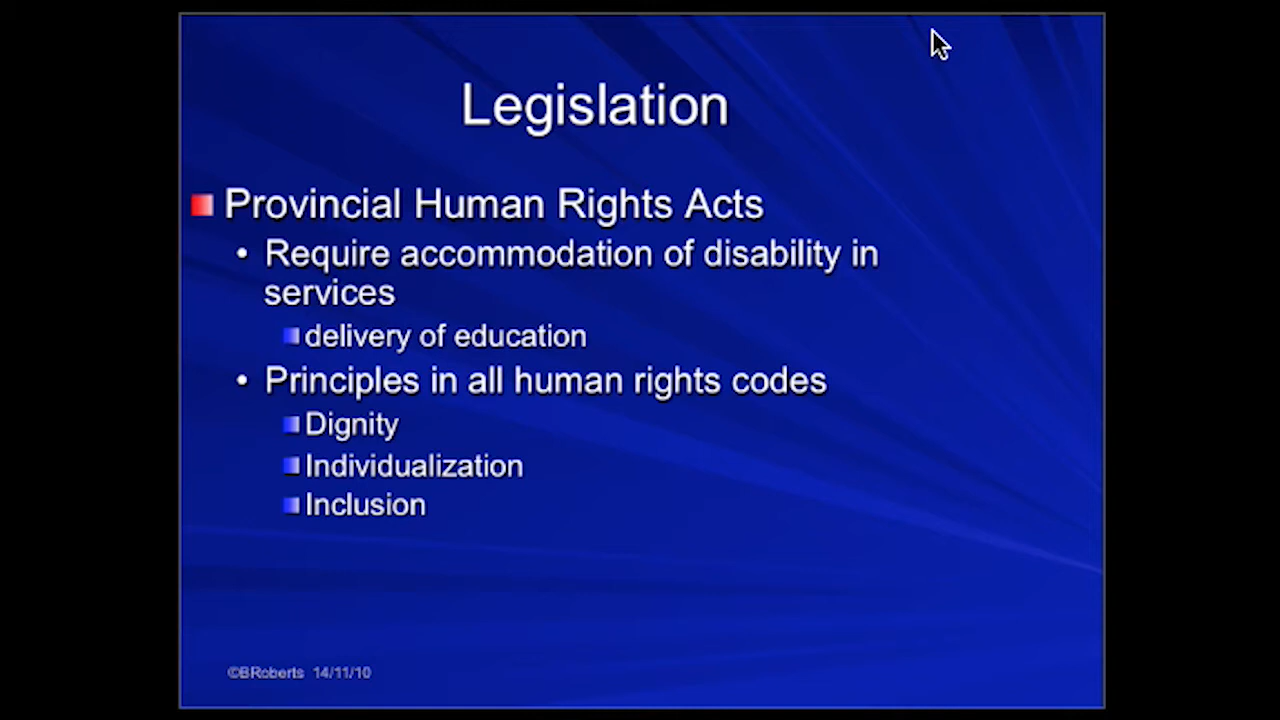 Legislation
Provincial Human Rights Acts
• Require accommodation of disability in
services
delivery of education
• Principles in all human rights codes
Dignity
Individualization
Inclusion
©BRoberts 14/11/10